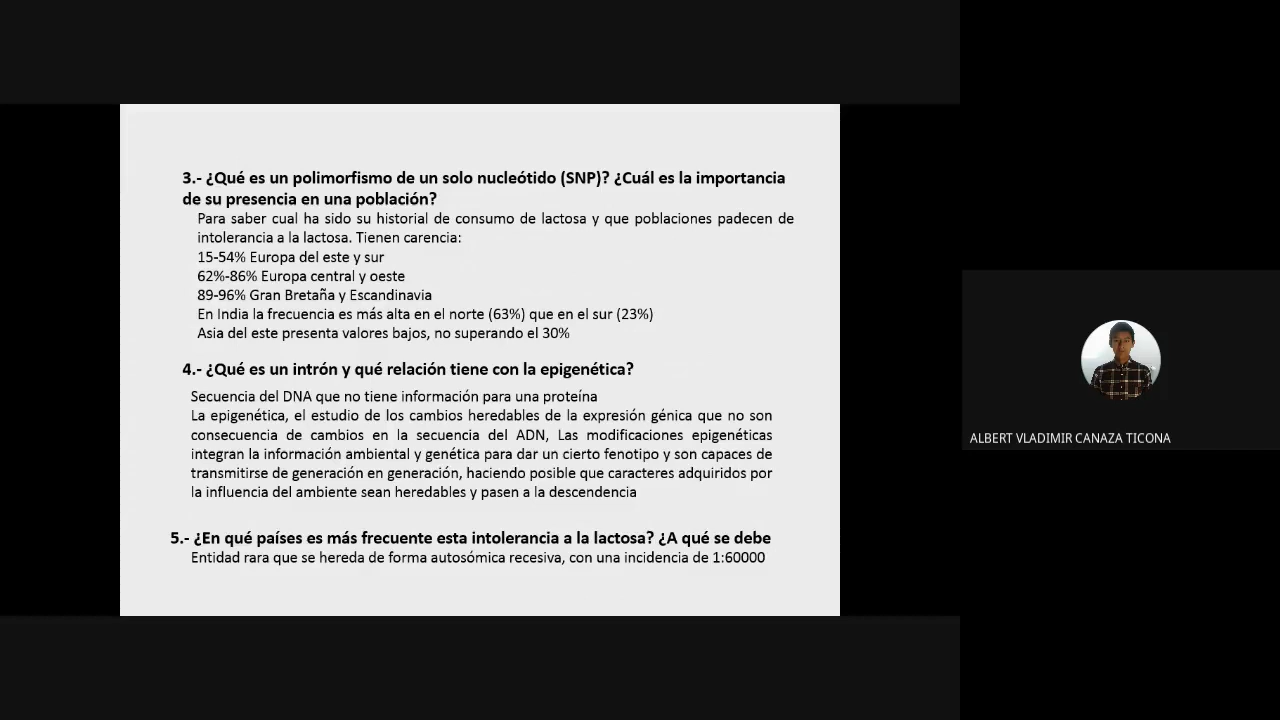 3.- ¿Qué es un polimorfismo de un solo nucleótido (SNP)? ¿Cuál es la importancia
de su presencia en una población?
Para saber cual ha sido su historial de consumo de lactosa y que poblaciones padecen de
intolerancia a la lactosa. Tienen carencia:
15-54% Europa del este y sur
62%-86% Europa central y oeste
89-96% Gran Bretaña y Escandinavia
En India la frecuencia es más alta en el norte (63%) que en el sur (23%)
Asia del este presenta valores bajos, no superando el 30%
4.- ¿Qué es un intrón y qué relación tiene con la epigenética?
Secuencia del DNA que no tiene información para una proteína
La epigenética, el estudio de los cambios heredables de la expresión génica que no son
consecuencia de cambios en la secuencia del ADN, Las modificaciones epigenéticas
integran la información ambiental y genética para dar un cierto fenotipo y son capaces de
transmitirse de generación en generación, haciendo posible que caracteres adquiridos por
la influencia del ambiente sean heredables y pasen a la descendencia
5.- ¿En qué países es más frecuente esta intolerancia a la lactosa? ¿A qué se debe
Entidad rara que se hereda de forma autosómica recesiva, con una incidencia de 1:60000
ALBERT VLADIMIR CANAZA TICONA